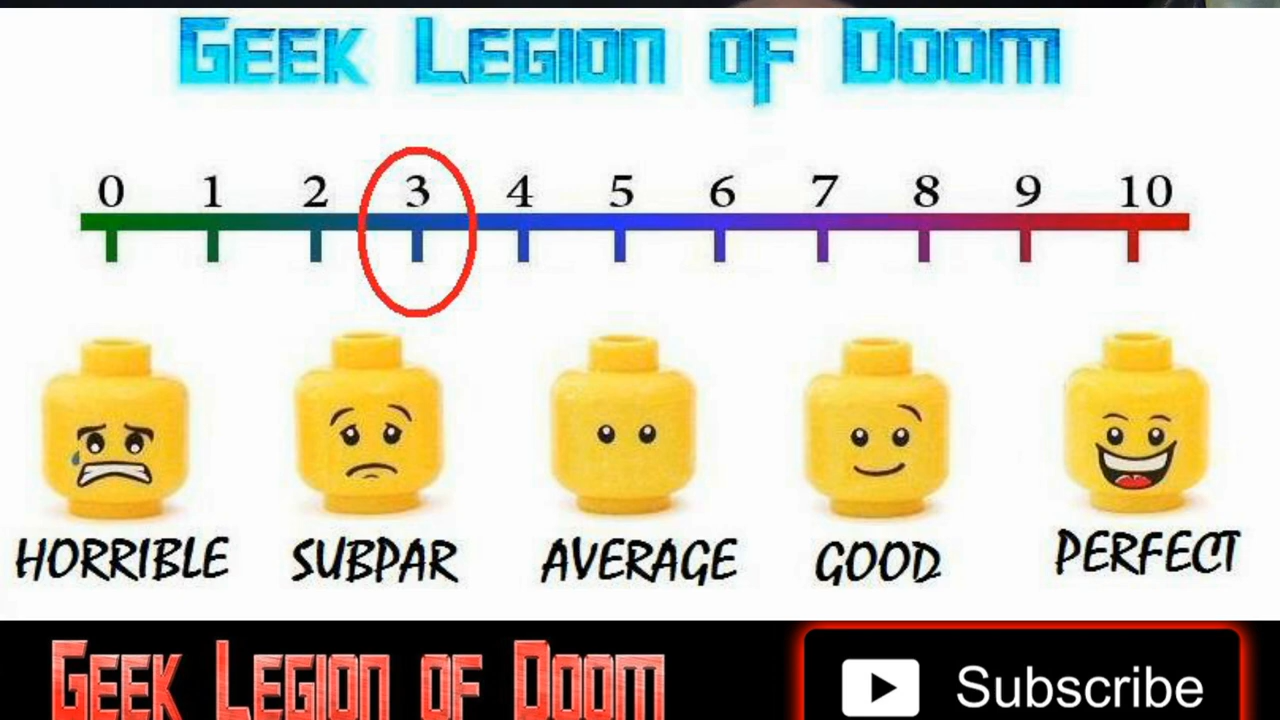 GEEK LEGION OF DOOM
0 1 2 3 4 5 6 7 8 9 10
HORRIBLE SUBPAR AVERAGE GOOD PERFECT
GEEK LEGION OF DOOM
Subscribe